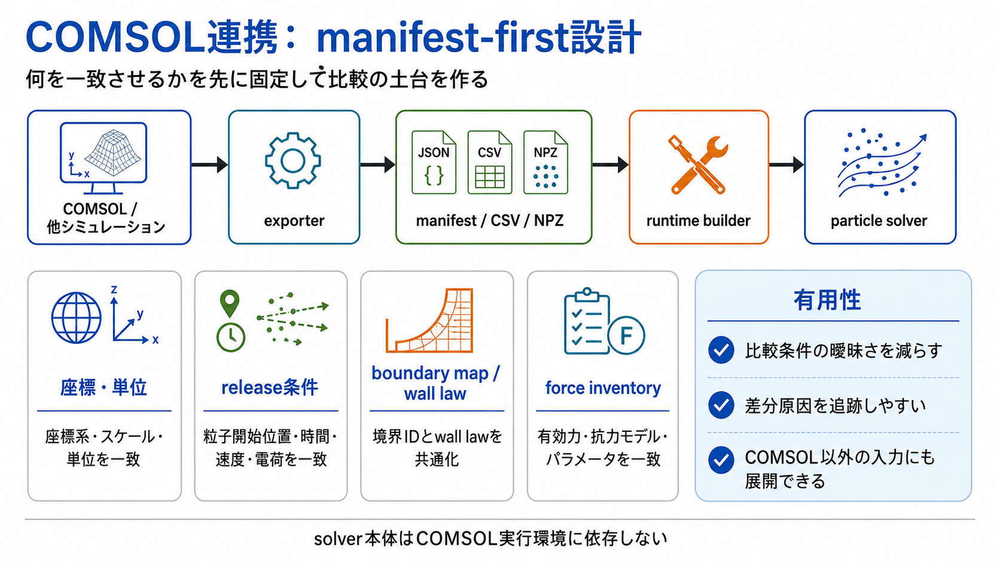 COMSOL連携：manifest-first設計
何を一致させるかを先に固定して比較の土台を作る
y
x
COMSOL /
他シミュレーション
exporter
JSON
{ }
CSV
NPZ
manifest / CSV / NPZ
runtime builder
particle solver
z
y
x
座標・単位
座標系・スケール・
単位を一致
release条件
粒子開始位置・時間・
速度・電荷を一致
boundary map /
wall law
境界IDとwall lawを
共通化
F
force inventory
有効力・抗力モデル・
パラメータを一致
有用性
比較条件の曖昧さを減らす
差分原因を追跡しやすい
COMSOL以外の入力にも
展開できる
solver本体はCOMSOL実行環境に依存しない